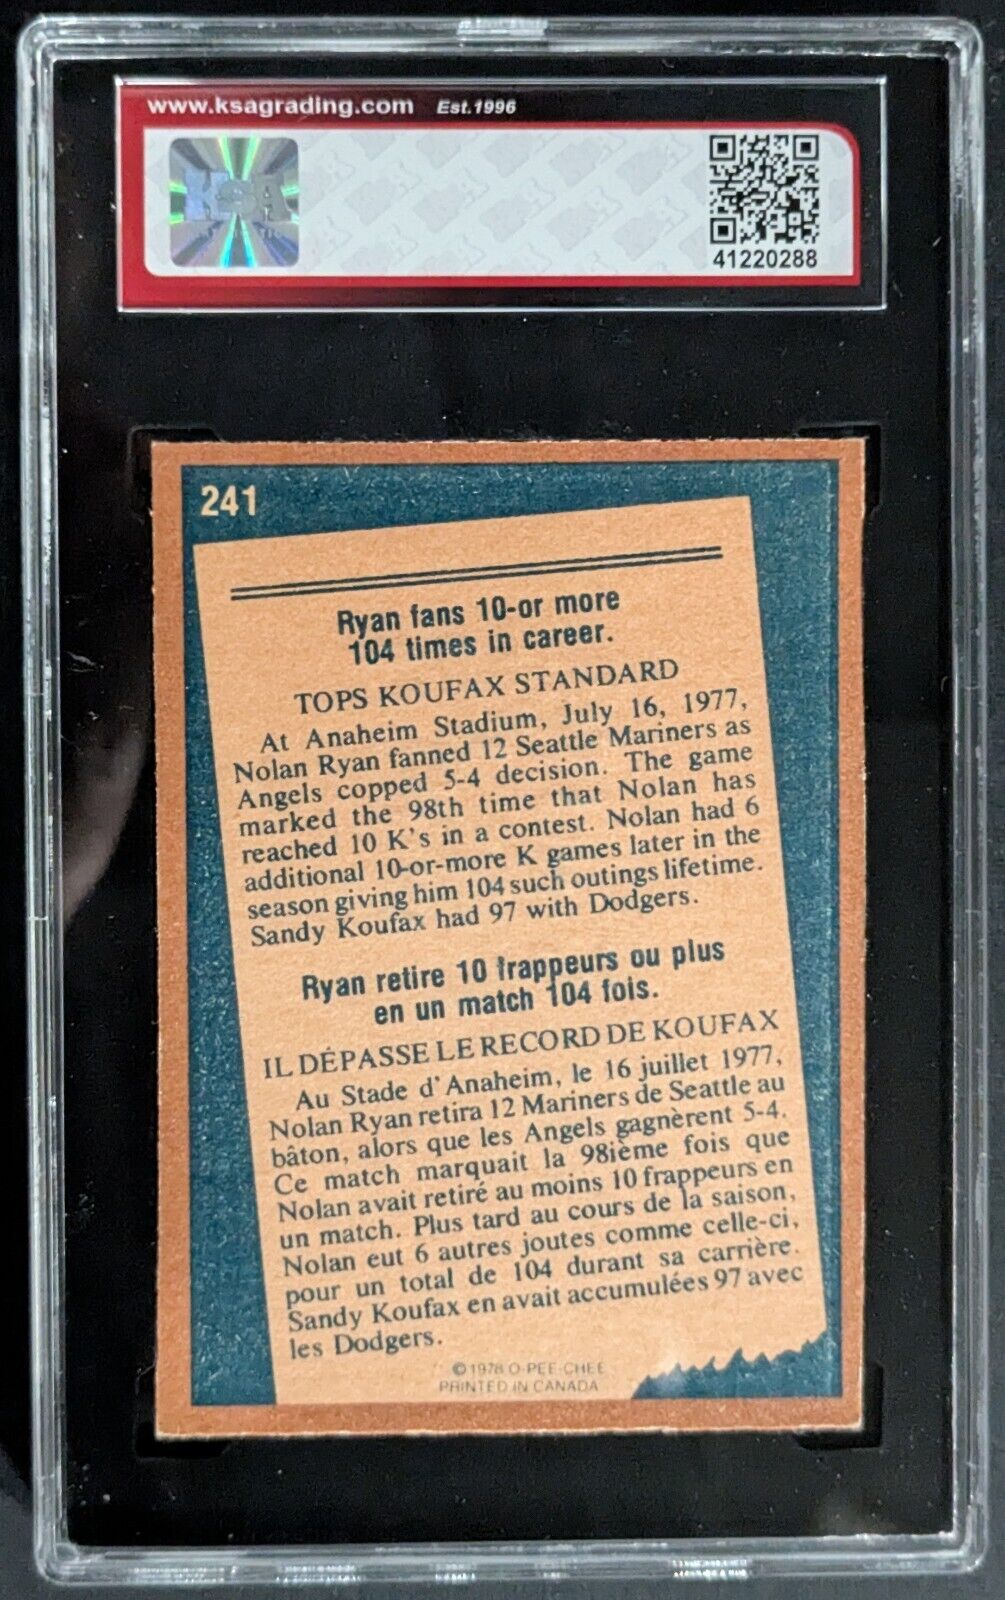 www.ksagrading.com Est.1996
KSA
41220288
241
Ryan fans 10-or more
104 times in career.
TOPS KOUFAX STANDARD
At Anaheim Stadium, July 16, 1977,
Nolan Ryan fanned 12 Seattle Mariners as
Angels copped 5-4 decision. The game
marked the 98th time that Nolan has
reached 10 K's in a contest. Nolan had 6
additional 10-or-more K games later in the
season giving him 104 such outings lifetime.
Sandy Koufax had 97 with Dodgers.
Ryan retire 10 frappeurs ou plus
en un match 104 fois.
IL DÉPASSE LE RECORD DE KOUFAX
Au Stade d'Anaheim, le 16 juillet 1977,
Nolan Ryan retira 12 Mariners de Seattle au
bâton, alors que les Angels gagnèrent 5-4.
Ce match marquait la 98ième fois que
Nolan avait retiré au moins 10 frappeurs en
un match. Plus tard au cours de la saison,
Nolan eut 6 autres joutes comme celle-ci,
pour un total de 104 durant sa carrière.
Sandy Koufax en avait accumulées 97 avec
les Dodgers.
©1978 O-PEE-CHEE
PRINTED IN CANADA